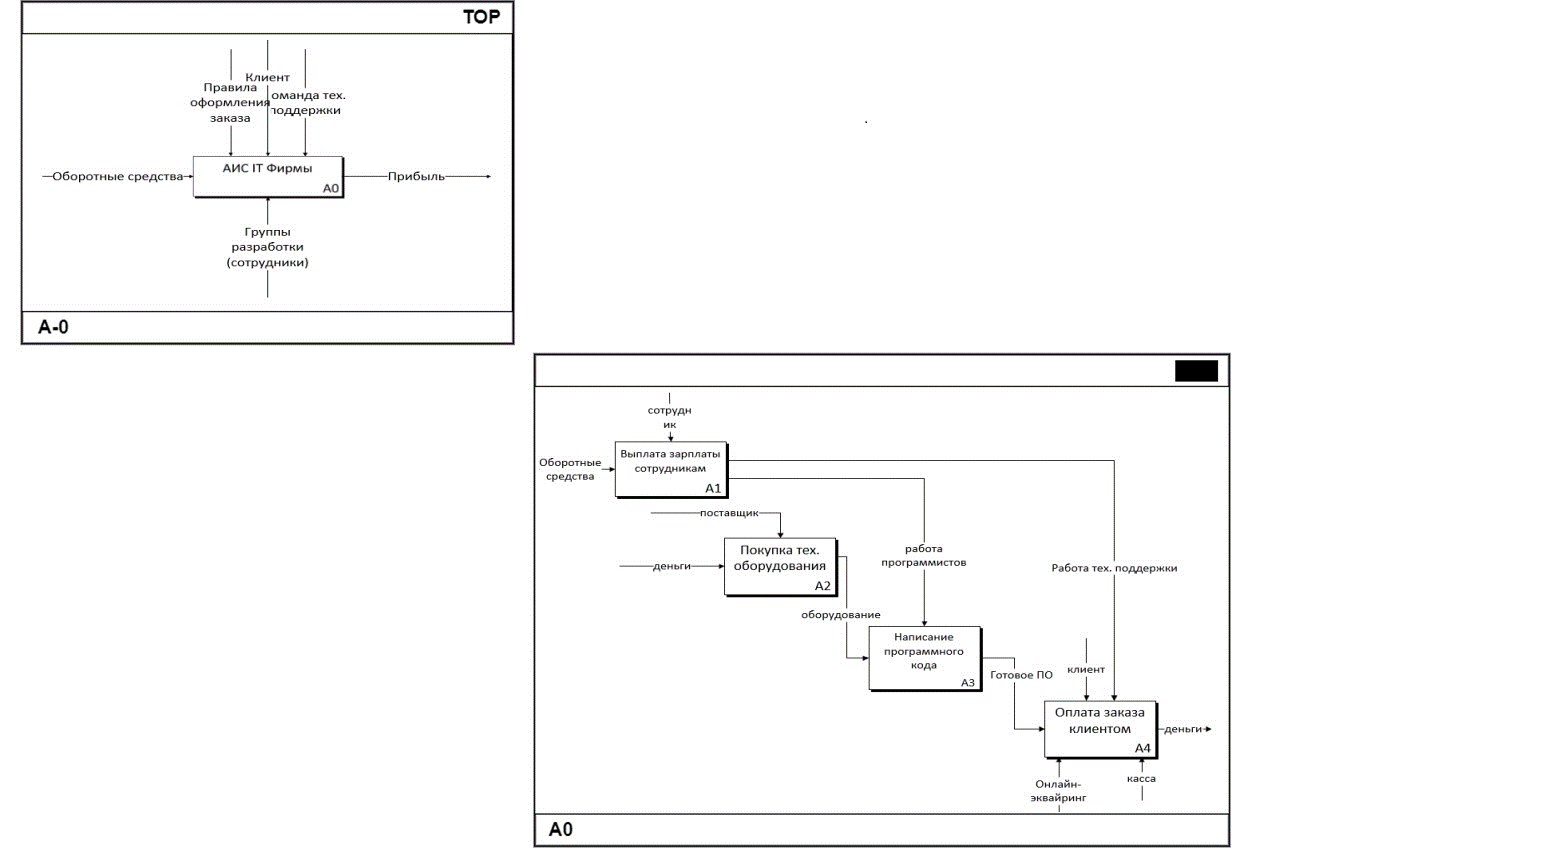 TOP
Клиент
Правила
оформления
заказа
оманда тех.
поддержки
АИС IT Фирмы
A0
Оборотные средства
Прибыль
Группы
разработки
(сотрудники)
A-0
сотрудн
ик
Оборотные
средства
Выплата зарплаты
сотрудникам
A1
поставщик
Покупка тех.
оборудования
A2
деньги
работа
программистов
Работа тех. поддержки
оборудование
Написание
программного
кода
A3
Готовое ПО
клиент
Оплата заказа
клиентом
A4
деньги
Онлайн-
эквайринг
касса
A0